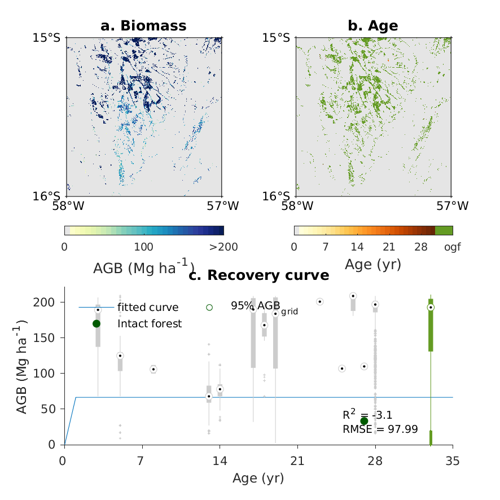 a. Biomass
b. Age
15°S
16°S
58°W
57°W
15°S
16°S
58°W
57°W
0 100 >200
AGB (Mg ha-1)
0 7 14 21 28 ogf
Age (yr)
c. Recovery curve
fitted curve
95% AGBgrid
Intact forest
R2 = -3.1
RMSE = 97.99
AGB (Mg ha-1)
200
150
100
50
0
0 7 14 21 28 35
Age (yr)